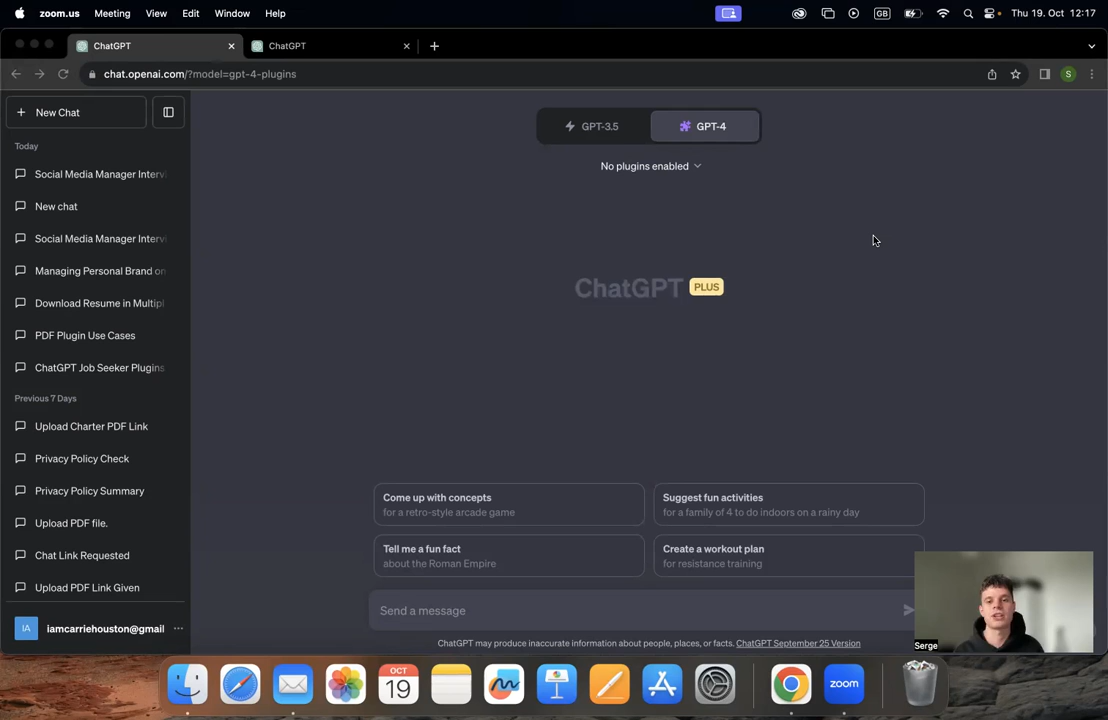 zoom.us Meeting View Edit Window Help GB Thu 19. Oct 12:17
ChatGPT ChatGPT
chat.openai.com/?model=gpt-4-plugins S
New Chat
Today
Social Media Manager Intervi
New chat
Social Media Manager Intervi
Managing Personal Brand on
Download Resume in Multipl
PDF Plugin Use Cases
ChatGPT Job Seeker Plugins
Previous 7 Days
Upload Charter PDF Link
Privacy Policy Check
Privacy Policy Summary
Upload PDF file.
Chat Link Requested
Upload PDF Link Given
IA iamcarriehouston@gmail
GPT-3.5 GPT-4
No plugins enabled
ChatGPT PLUS
Come up with concepts
for a retro-style arcade game
Suggest fun activities
for a family of 4 to do indoors on a rainy day
Tell me a fun fact
about the Roman Empire
Create a workout plan
for resistance training
Send a message
ChatGPT may produce inaccurate information about people, places, or facts. ChatGPT September 25 Version
Serge
OCT
19
zoom